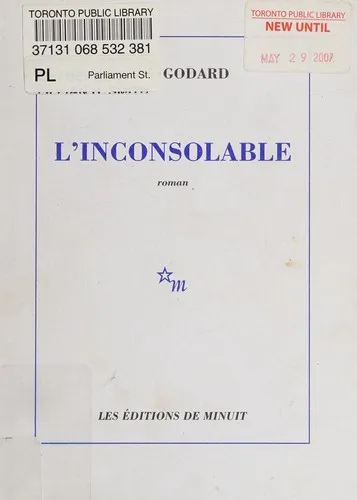 TORONTO PUBLIC LIBRARY
37131 068 532 381
PL Parliament St.
TORONTO PUBLIC LIBRARY
NEW UNTIL
MAY 29 2007
GODARD
L'INCONSOLABLE
roman
m
LES ÉDITIONS DE MINUIT